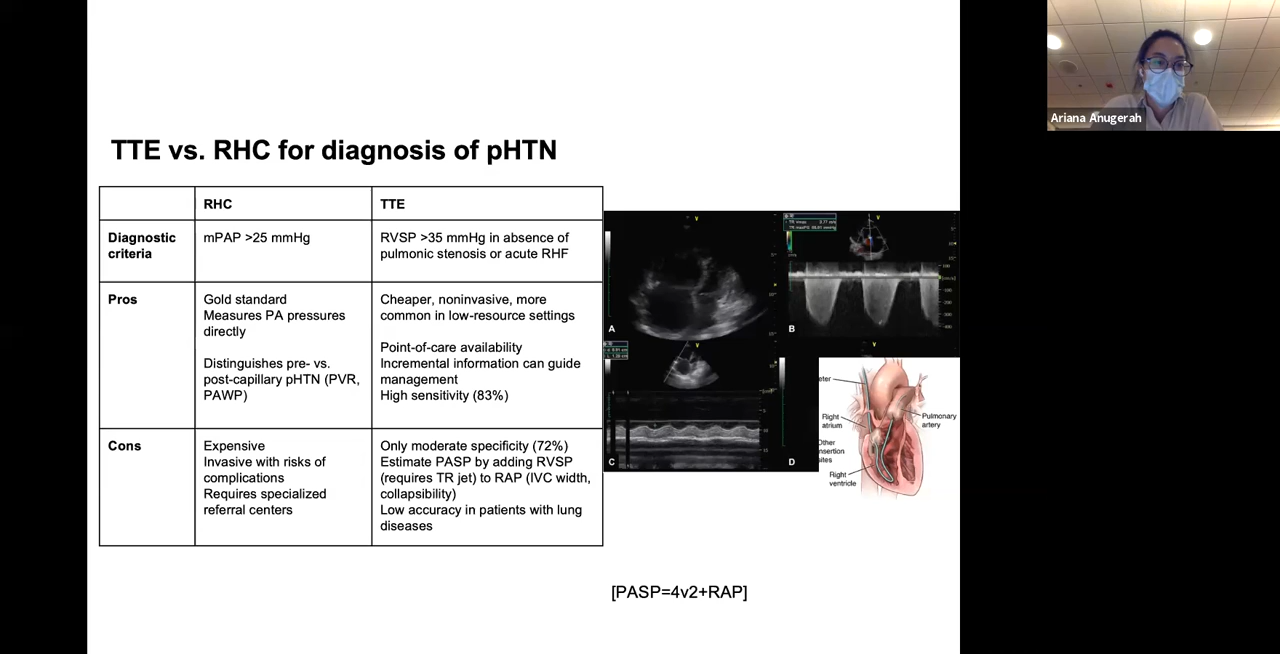 Ariana Anugerah
TTE vs. RHC for diagnosis of pHTN
RHC
TTE
Diagnostic
criteria
mPAP >25 mmHg
RVSP >35 mmHg in absence of
pulmonic stenosis or acute RHF
Pros
Gold standard
Measures PA pressures
directly
Distinguishes pre- vs.
post-capillary pHTN (PVR,
PAWP)
Cheaper, noninvasive, more
common in low-resource settings
Point-of-care availability
Incremental information can guide
management
High sensitivity (83%)
Cons
Expensive
Invasive with risks of
complications
Requires specialized
referral centers
Only moderate specificity (72%)
Estimate PASP by adding RVSP
(requires TR jet) to RAP (IVC width,
collapsibility)
Low accuracy in patients with lung
diseases
A
B
C
D
eter
Right
atrium
Pulmonary
artery
Other
nsertion
sites
Right
ventricle
[PASP=4v2+RAP]